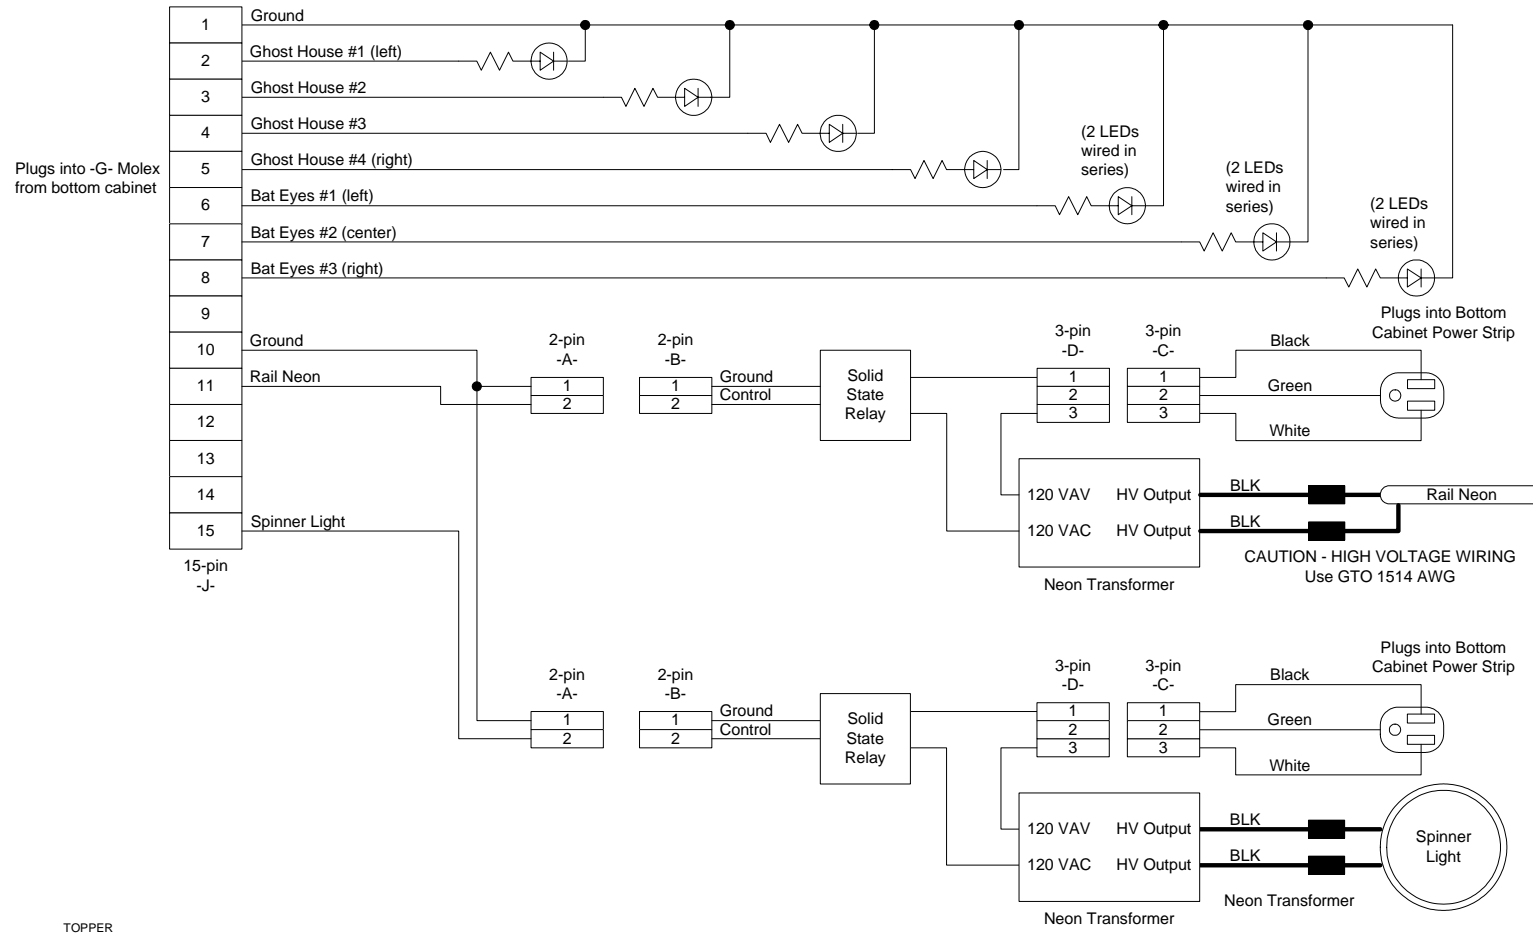 1
Ground
2
Ghost House #1 (left)
3
Ghost House #2
4
Ghost House #3
5
Ghost House #4 (right)
6
Bat Eyes #1 (left)
7
Bat Eyes #2 (center)
8
Bat Eyes #3 (right)
9
10
Ground
11
Rail Neon
12
13
14
15
Spinner Light
15-pin
-J-
Plugs into -G- Molex
from bottom cabinet
(2 LEDs
wired in
series)
(2 LEDs
wired in
series)
(2 LEDs
wired in
series)
2-pin
-A-
1
2
2-pin
-B-
1
2
Ground
Control
Solid
State
Relay
3-pin
-D-
1
2
3
3-pin
-C-
1
2
3
Black
Green
White
Plugs into Bottom
Cabinet Power Strip
120 VAV
HV Output
120 VAC
HV Output
Neon Transformer
BLK
BLK
Rail Neon
CAUTION - HIGH VOLTAGE WIRING
Use GTO 1514 AWG
2-pin
-A-
1
2
2-pin
-B-
1
2
Ground
Control
Solid
State
Relay
3-pin
-D-
1
2
3
3-pin
-C-
1
2
3
Black
Green
White
Plugs into Bottom
Cabinet Power Strip
120 VAV
HV Output
120 VAC
HV Output
Neon Transformer
BLK
BLK
Neon Transformer
Spinner
Light
TOPPER